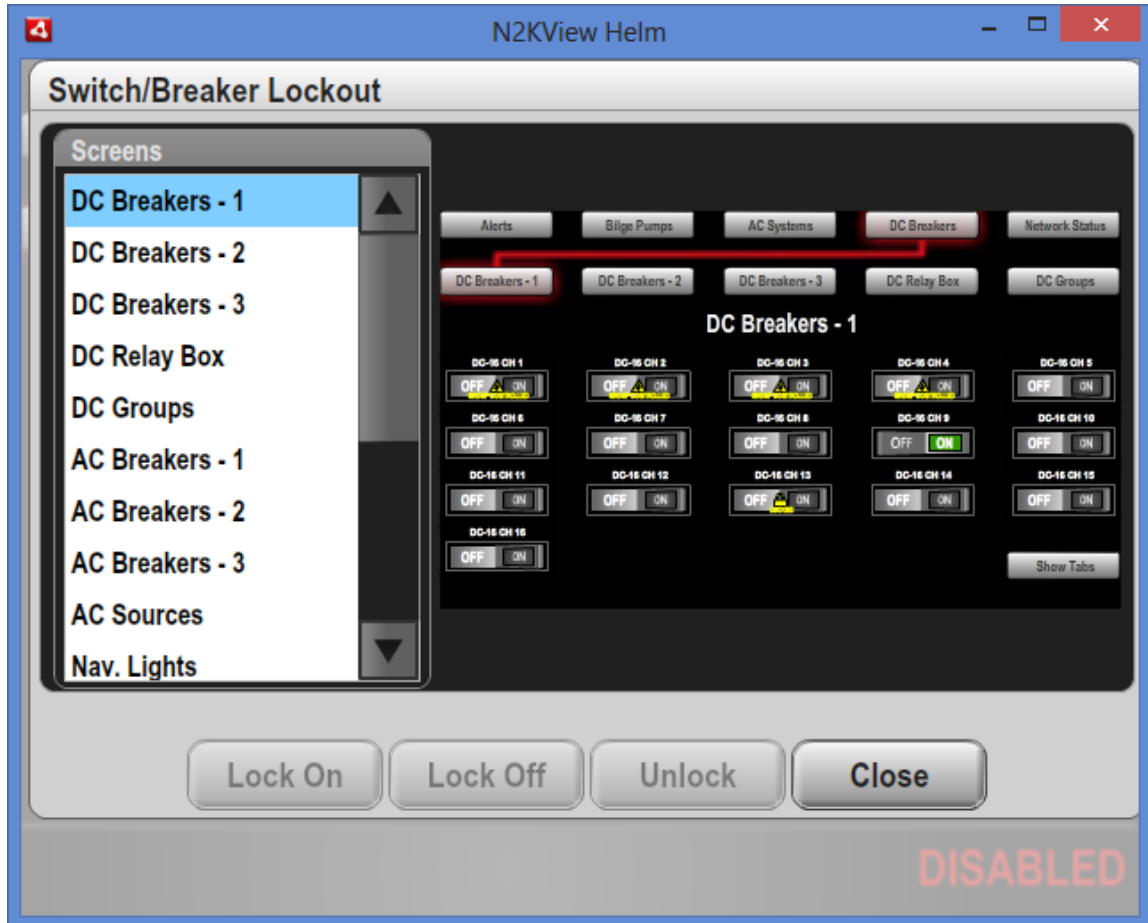 N2KView Helm
Switch/Breaker Lockout
Screens
DC Breakers - 1
DC Breakers - 2
DC Breakers - 3
DC Relay Box
DC Groups
AC Breakers - 1
AC Breakers - 2
AC Breakers - 3
AC Sources
Nav. Lights
Alerts Bilge Pumps AC Systems DC Breakers Network Status
DC Breakers - 1 DC Breakers - 2 DC Breakers - 3 DC Relay Box DC Groups
DC Breakers - 1
DC-16 CH 1 DC-16 CH 2 DC-16 CH 3 DC-16 CH 4 DC-16 CH 5
OFF ON OFF ON OFF ON OFF ON OFF ON
DC-16 CH 6 DC-16 CH 7 DC-16 CH 8 DC-16 CH 9 DC-16 CH 10
OFF ON OFF ON OFF ON OFF ON OFF ON
DC-16 CH 11 DC-16 CH 12 DC-16 CH 13 DC-16 CH 14 DC-16 CH 15
OFF ON OFF ON OFF ON OFF ON OFF ON
DC-16 CH 16
OFF ON
Show Tabs
Lock On Lock Off Unlock Close
DISABLED